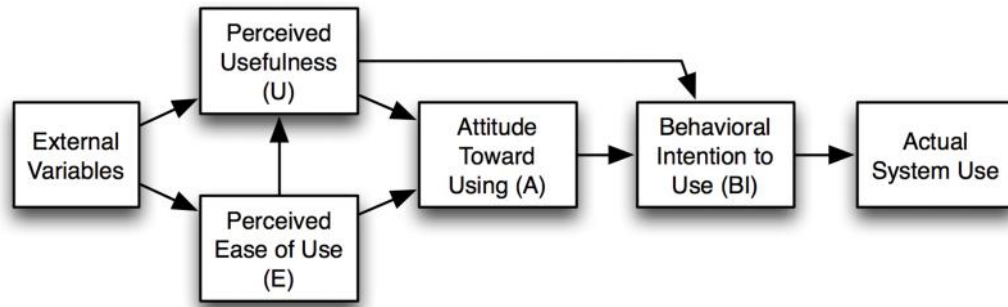 External
Variables
Perceived
Usefulness
(U)
Perceived
Ease of Use
(E)
Attitude
Toward
Using (A)
Behavioral
Intention to
Use (BI)
Actual
System Use